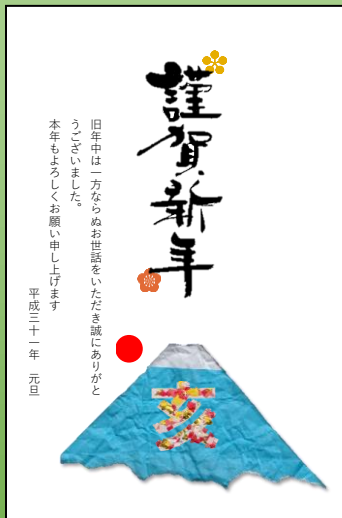 謹賀新年
旧年中は一方ならぬお世話をいただき誠にありがと
うございました。
本年もよろしくお願い申し上げます
平成三十一年　元旦
亥